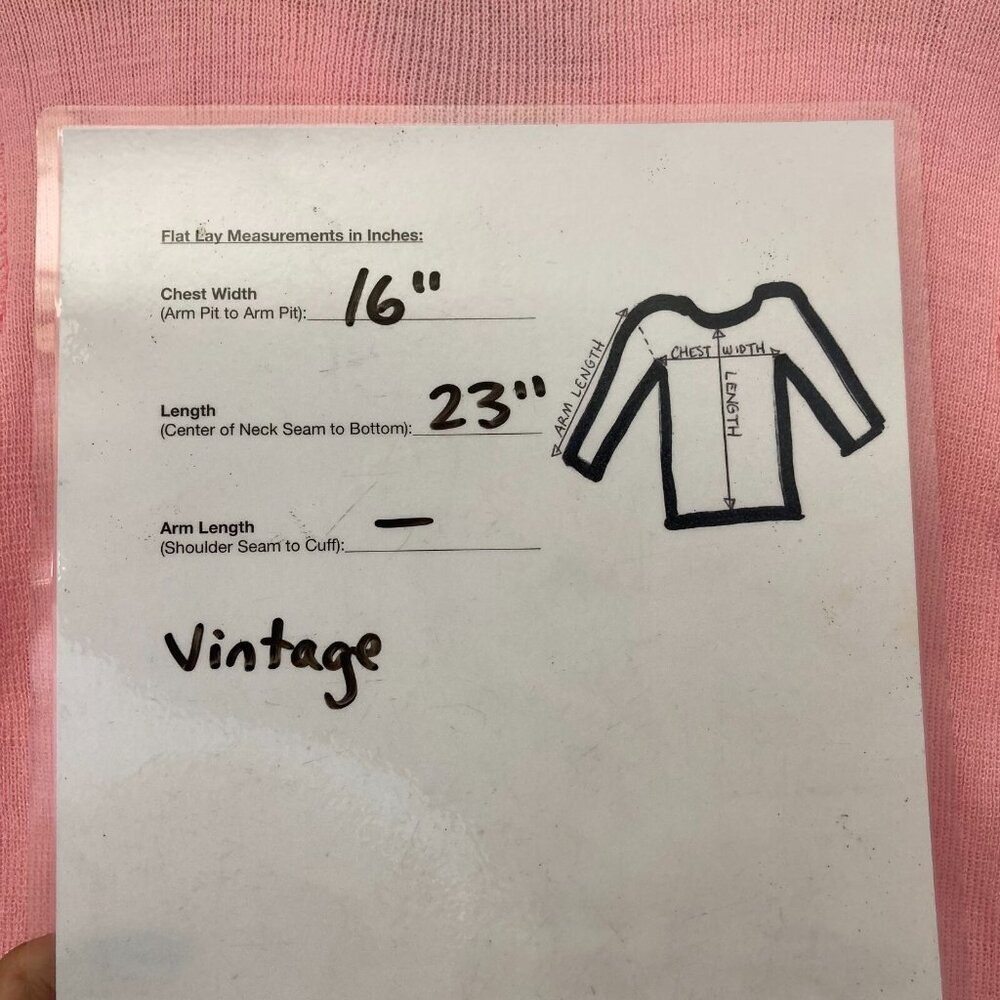 Flat Lay Measurements in Inches:
Chest Width
(Arm Pit to Arm Pit): 16"
Length
(Center of Neck Seam to Bottom): 23"
Arm Length
(Shoulder Seam to Cuff): —
Vintage
ARM LENGTH
CHEST WIDTH
LENGTH